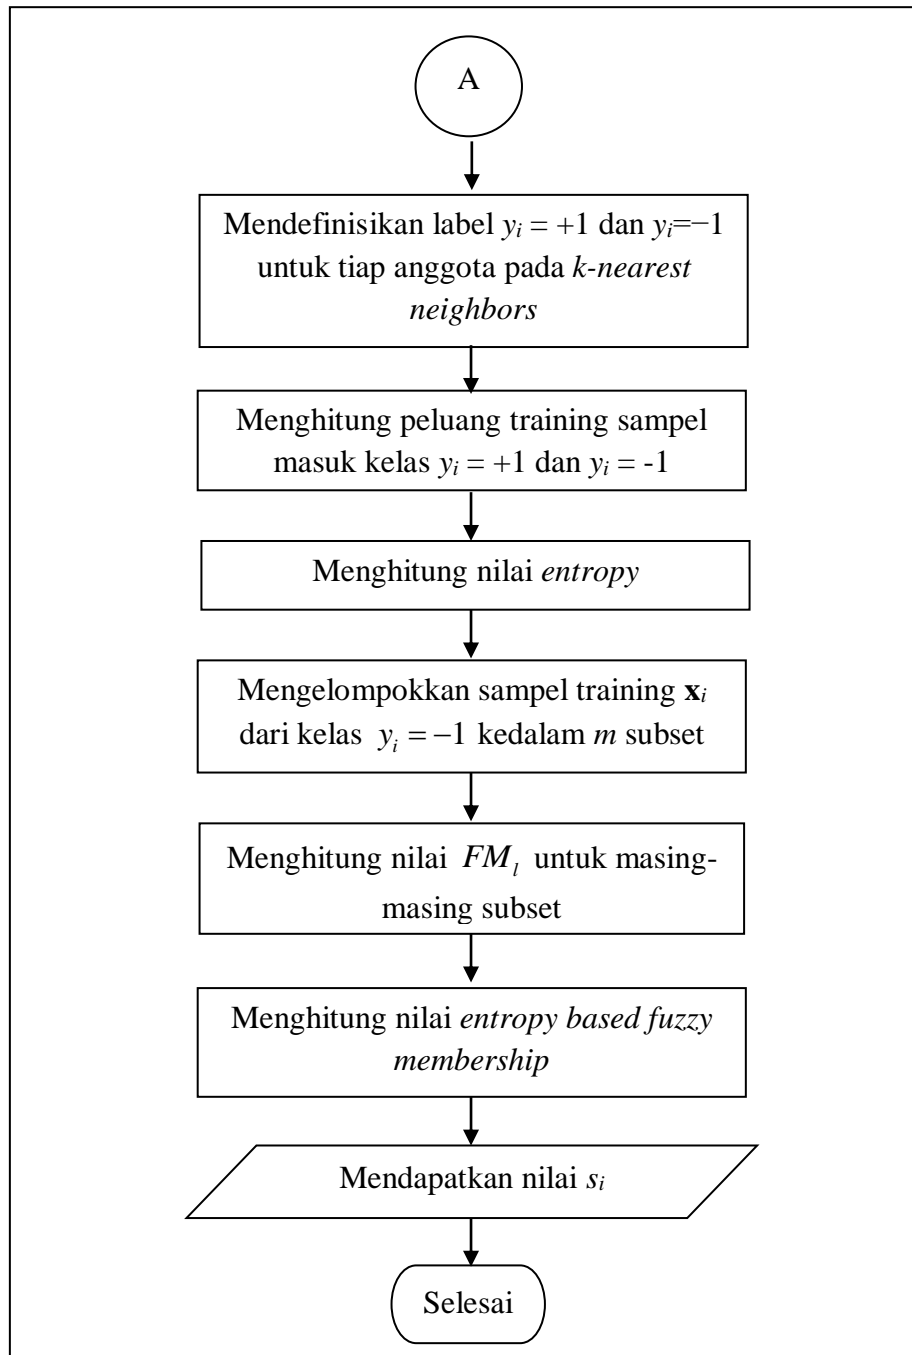 A
Mendefinisikan label yᵢ = +1 dan yᵢ=−1
untuk tiap anggota pada k-nearest
neighbors
Menghitung peluang training sampel
masuk kelas yᵢ = +1 dan yᵢ = -1
Menghitung nilai entropy
Mengelompokkan sampel training xᵢ
dari kelas yᵢ = −1 kedalam m subset
Menghitung nilai FMₗ untuk masing-
masing subset
Menghitung nilai entropy based fuzzy
membership
Mendapatkan nilai sᵢ
Selesai